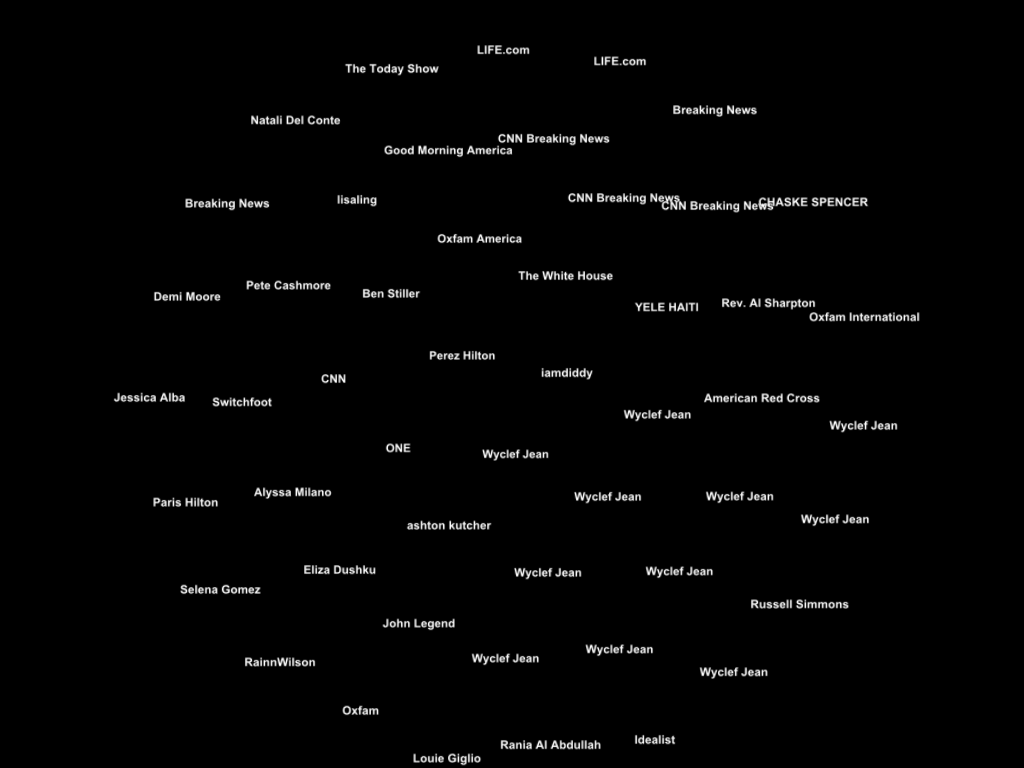 LIFE.com
LIFE.com
The Today Show
Breaking News
Natali Del Conte
CNN Breaking News
Good Morning America
lisaling
CNN Breaking News
CHASKE SPENCER
Breaking News
CNN Breaking News
Oxfam America
The White House
Pete Cashmore
Ben Stiller
Demi Moore
Rev. Al Sharpton
YELE HAITI
Oxfam International
Perez Hilton
iamdiddy
CNN
Jessica Alba
American Red Cross
Switchfoot
Wyclef Jean
Wyclef Jean
ONE
Wyclef Jean
Alyssa Milano
Wyclef Jean
Wyclef Jean
Paris Hilton
Wyclef Jean
ashton kutcher
Eliza Dushku
Wyclef Jean
Wyclef Jean
Selena Gomez
Russell Simmons
John Legend
Wyclef Jean
Wyclef Jean
RainnWilson
Wyclef Jean
Oxfam
Idealist
Rania Al Abdullah
Louie Giglio